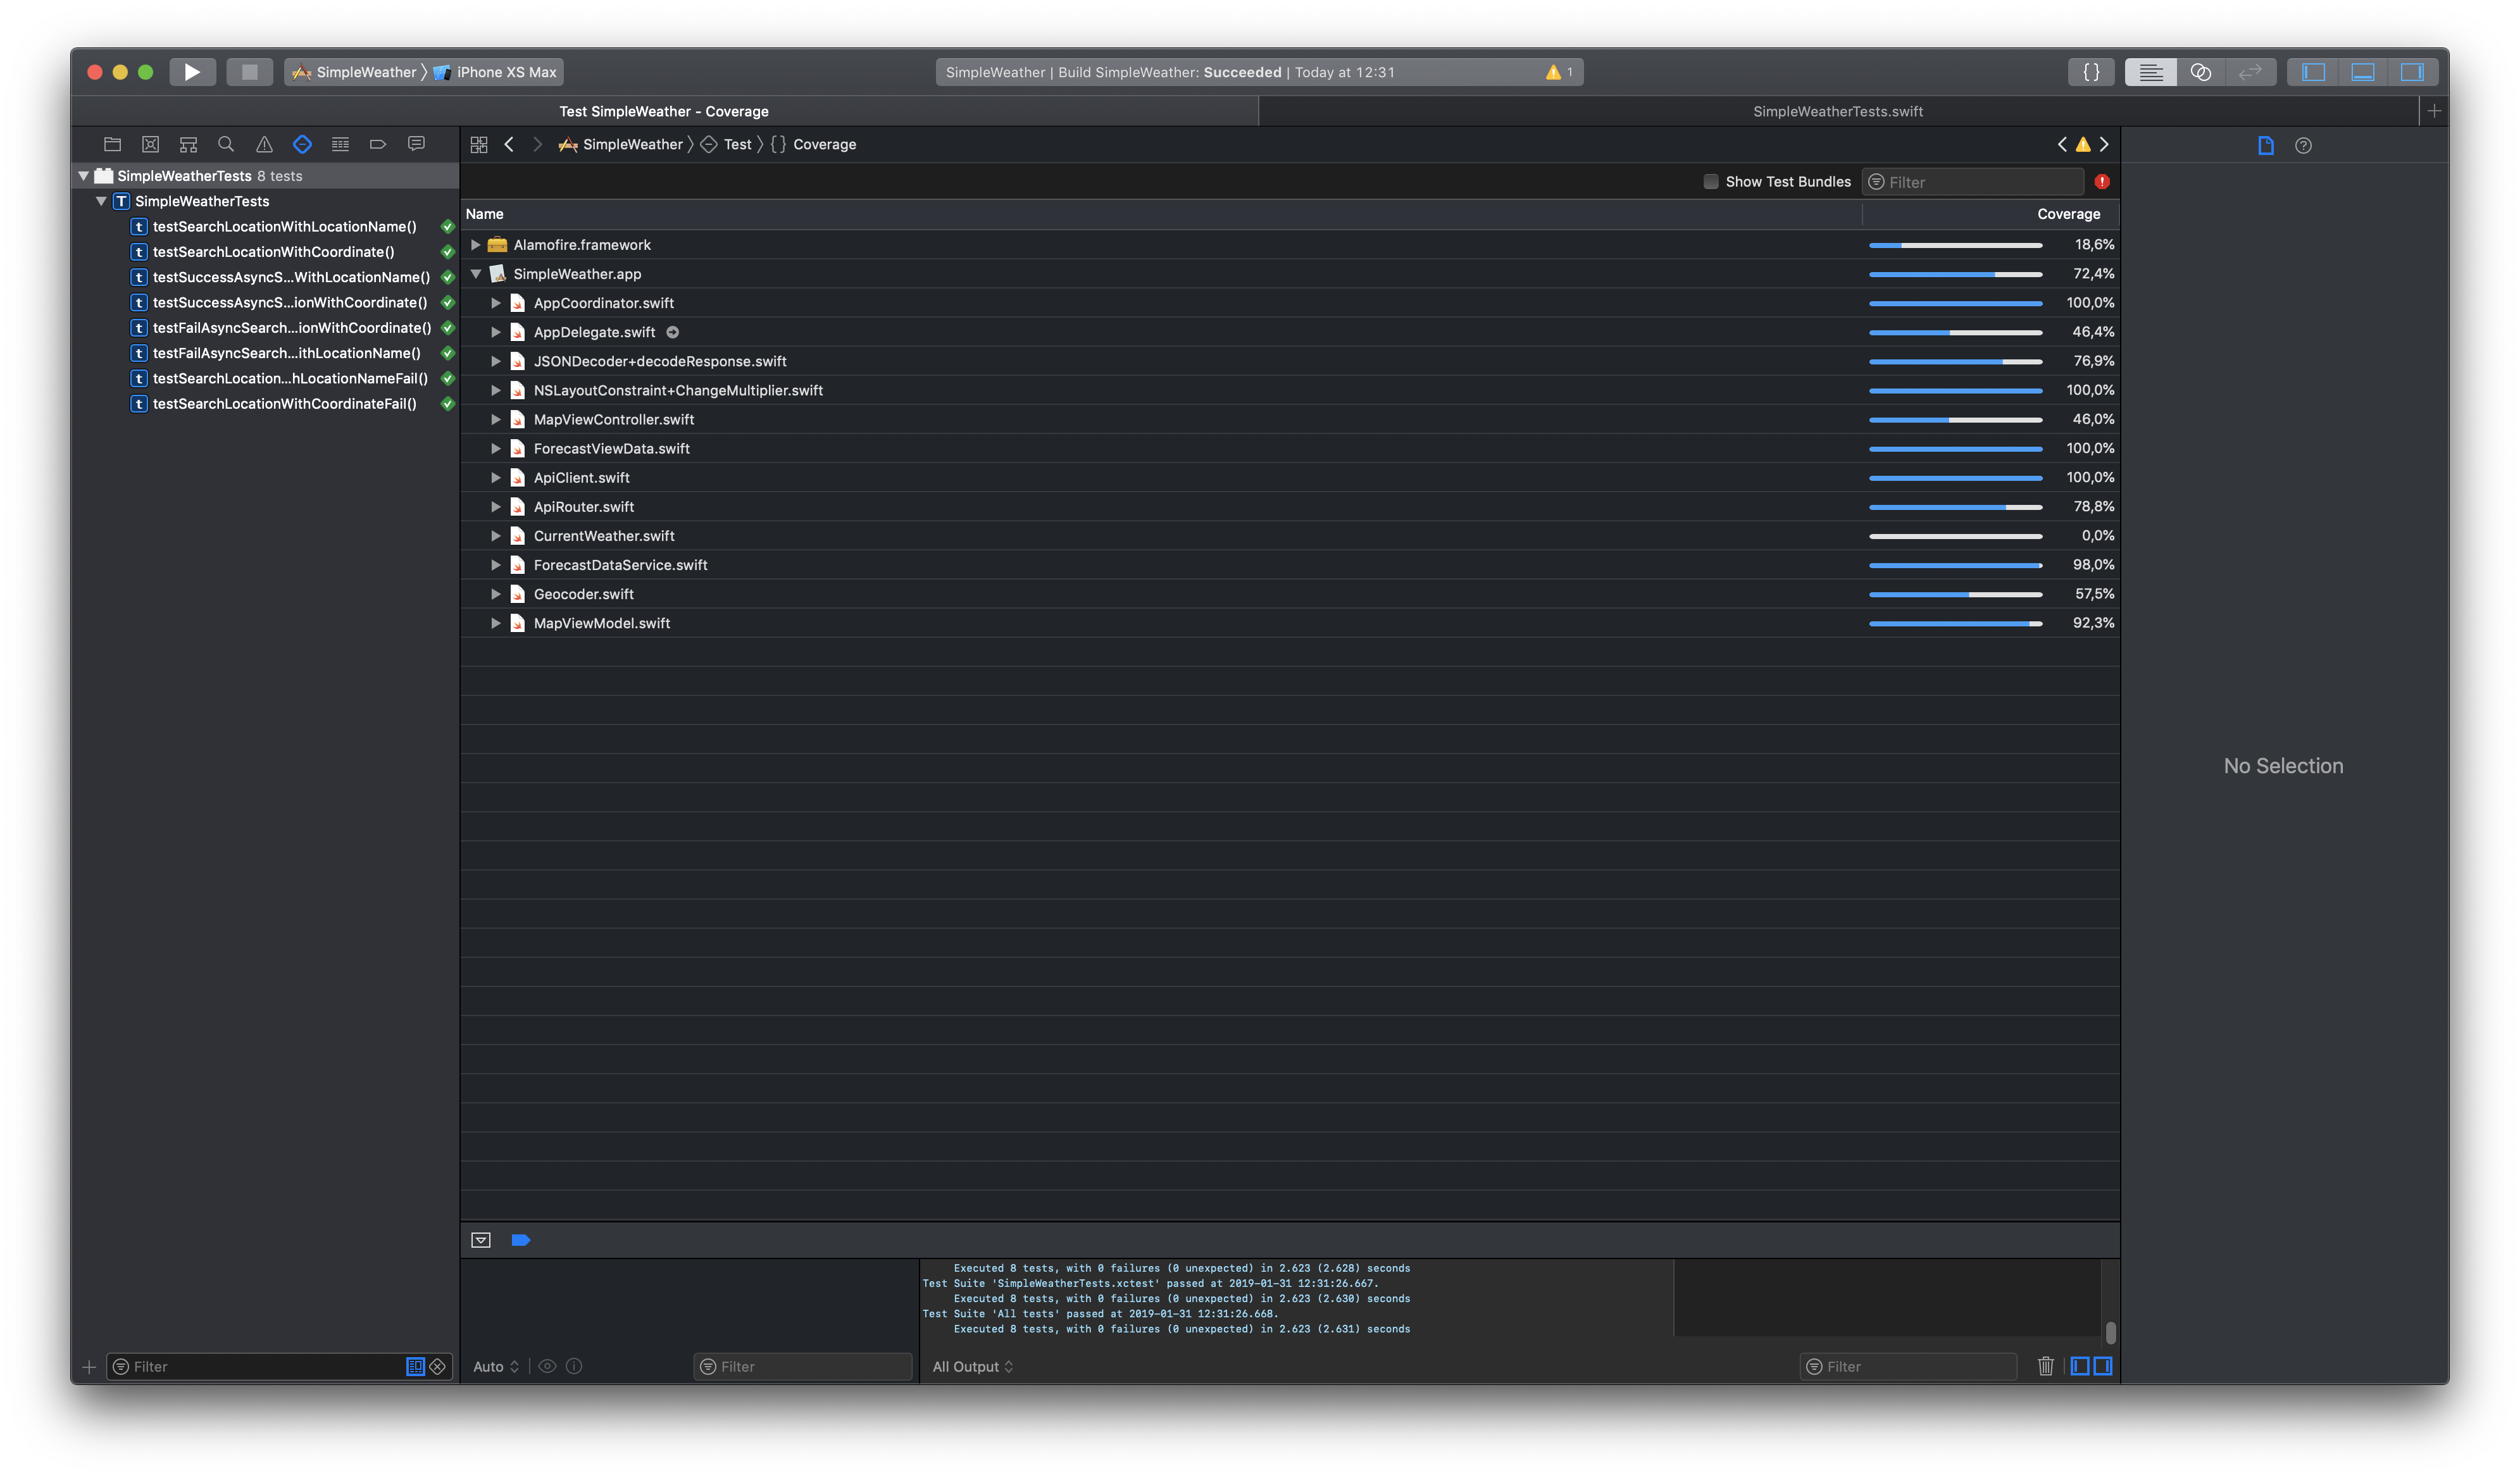 SimpleWeather 〉 iPhone XS Max
SimpleWeather | Build SimpleWeather: Succeeded | Today at 12:31
1
{ }
Test SimpleWeather - Coverage
SimpleWeatherTests.swift
SimpleWeather 〉 Test 〉 { } Coverage
SimpleWeatherTests 8 tests
T SimpleWeatherTests
t testSearchLocationWithLocationName()
t testSearchLocationWithCoordinate()
t testSuccessAsyncS...WithLocationName()
t testSuccessAsyncS...ionWithCoordinate()
t testFailAsyncSearch...ionWithCoordinate()
t testFailAsyncSearch...ithLocationName()
t testSearchLocation...hLocationNameFail()
t testSearchLocationWithCoordinateFail()
Show Test Bundles
Filter
Name Coverage
Alamofire.framework 18,6%
SimpleWeather.app 72,4%
AppCoordinator.swift 100,0%
AppDelegate.swift 46,4%
JSONDecoder+decodeResponse.swift 76,9%
NSLayoutConstraint+ChangeMultiplier.swift 100,0%
MapViewController.swift 46,0%
ForecastViewData.swift 100,0%
ApiClient.swift 100,0%
ApiRouter.swift 78,8%
CurrentWeather.swift 0,0%
ForecastDataService.swift 98,0%
Geocoder.swift 57,5%
MapViewModel.swift 92,3%
No Selection
Executed 8 tests, with 0 failures (0 unexpected) in 2.623 (2.628) seconds
Test Suite 'SimpleWeatherTests.xctest' passed at 2019-01-31 12:31:26.667.
Executed 8 tests, with 0 failures (0 unexpected) in 2.623 (2.630) seconds
Test Suite 'All tests' passed at 2019-01-31 12:31:26.668.
Executed 8 tests, with 0 failures (0 unexpected) in 2.623 (2.631) seconds
Filter
Auto
Filter
All Output
Filter